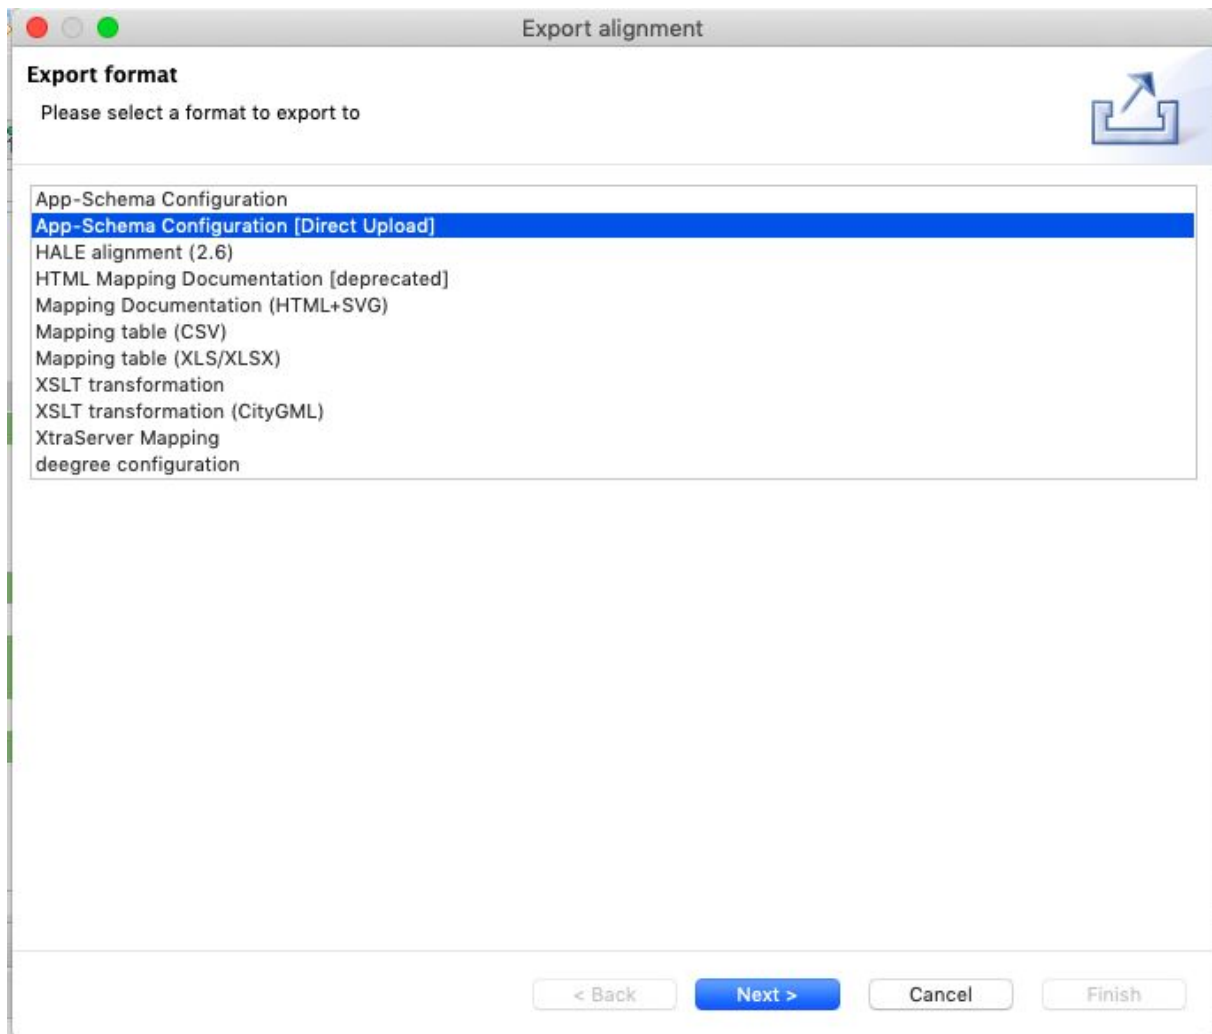 Export alignment
Export format
Please select a format to export to
App-Schema Configuration
App-Schema Configuration [Direct Upload]
HALE alignment (2.6)
HTML Mapping Documentation [deprecated]
Mapping Documentation (HTML+SVG)
Mapping table (CSV)
Mapping table (XLS/XLSX)
XSLT transformation
XSLT transformation (CityGML)
XtraServer Mapping
deegree configuration
< Back Next > Cancel Finish